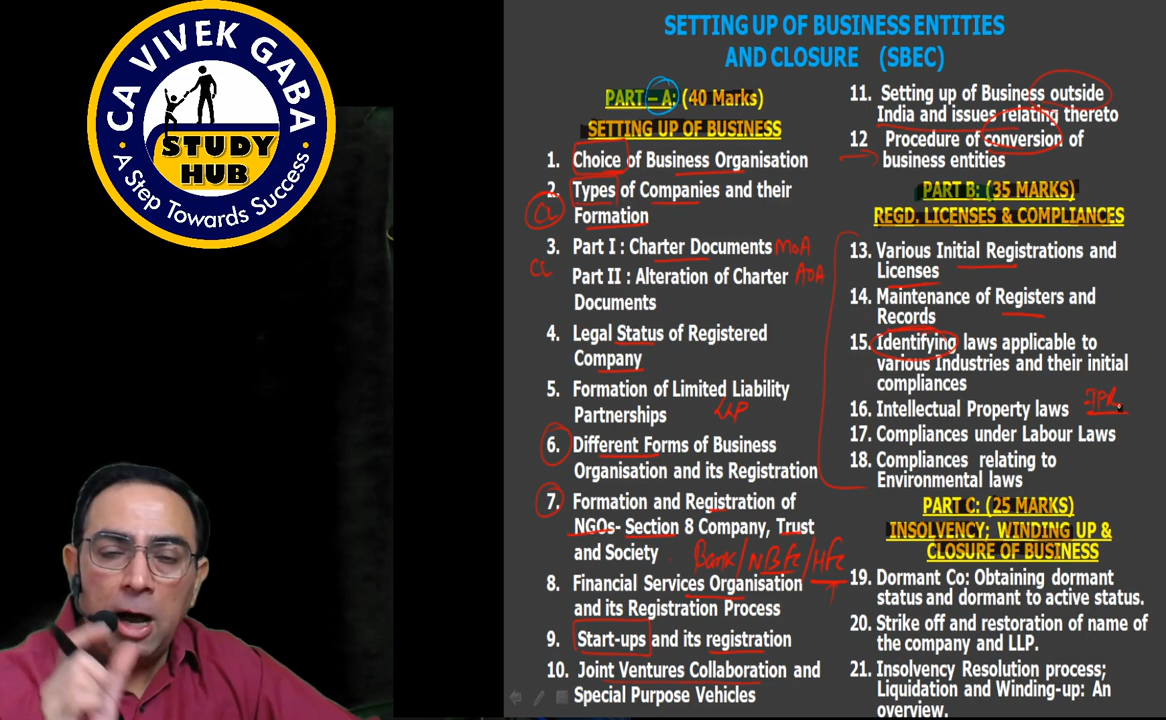 CA VIVEK GABA
STUDY
HUB
• A Step Towards Success •
SETTING UP OF BUSINESS ENTITIES
AND CLOSURE (SBEC)
PART – A: (40 Marks)
SETTING UP OF BUSINESS
1. Choice of Business Organisation
2. Types of Companies and their
CL Formation
3. Part I : Charter Documents MOA
CL Part II : Alteration of Charter AOA
Documents
4. Legal Status of Registered
Company
5. Formation of Limited Liability
Partnerships LLP
6. Different Forms of Business
Organisation and its Registration
7. Formation and Registration of
NGOs- Section 8 Company, Trust
and Society Bank/NBFC/HFC
8. Financial Services Organisation
and its Registration Process
9. Start-ups and its registration
10. Joint Ventures Collaboration and
Special Purpose Vehicles
11. Setting up of Business outside
India and issues relating thereto
12 Procedure of conversion of
business entities
PART B: (35 MARKS)
REGD. LICENSES & COMPLIANCES
13. Various Initial Registrations and
Licenses
14. Maintenance of Registers and
Records
15. Identifying laws applicable to
various Industries and their initial
compliances
16. Intellectual Property laws IPR
17. Compliances under Labour Laws
18. Compliances relating to
Environmental laws
PART C: (25 MARKS)
INSOLVENCY; WINDING UP &
CLOSURE OF BUSINESS
19. Dormant Co: Obtaining dormant
status and dormant to active status.
20. Strike off and restoration of name of
the company and LLP.
21. Insolvency Resolution process;
Liquidation and Winding-up: An
overview.